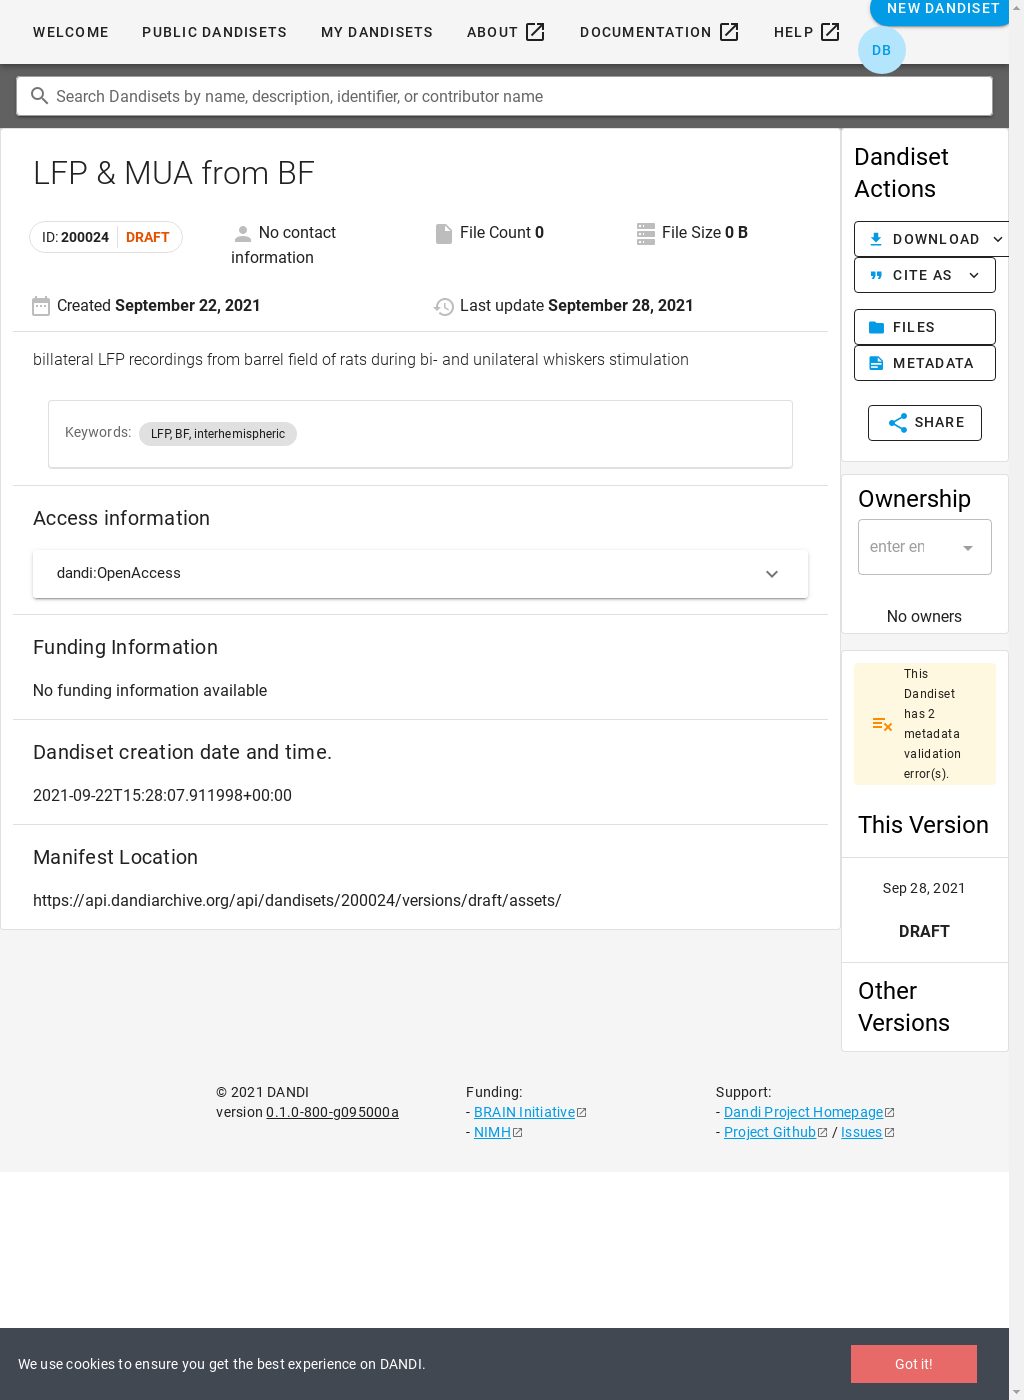 WELCOME PUBLIC DANDISETS MY DANDISETS ABOUT DOCUMENTATION HELP NEW DANDISET
DB
Search Dandisets by name, description, identifier, or contributor name
LFP & MUA from BF
ID: 200024 DRAFT
No contact
information
File Count 0
File Size 0 B
Created September 22, 2021
Last update September 28, 2021
billateral LFP recordings from barrel field of rats during bi- and unilateral whiskers stimulation
Keywords: LFP, BF, interhemispheric
Access information
dandi:OpenAccess
Funding Information
No funding information available
Dandiset creation date and time.
2021-09-22T15:28:07.911998+00:00
Manifest Location
https://api.dandiarchive.org/api/dandisets/200024/versions/draft/assets/
Dandiset
Actions
DOWNLOAD
CITE AS
FILES
METADATA
SHARE
Ownership
enter en
No owners
This
Dandiset
has 2
metadata
validation
error(s).
This Version
Sep 28, 2021
DRAFT
Other
Versions
© 2021 DANDI
version 0.1.0-800-g095000a
Funding:
- BRAIN Initiative
- NIMH
Support:
- Dandi Project Homepage
- Project Github / Issues
We use cookies to ensure you get the best experience on DANDI.
Got it!